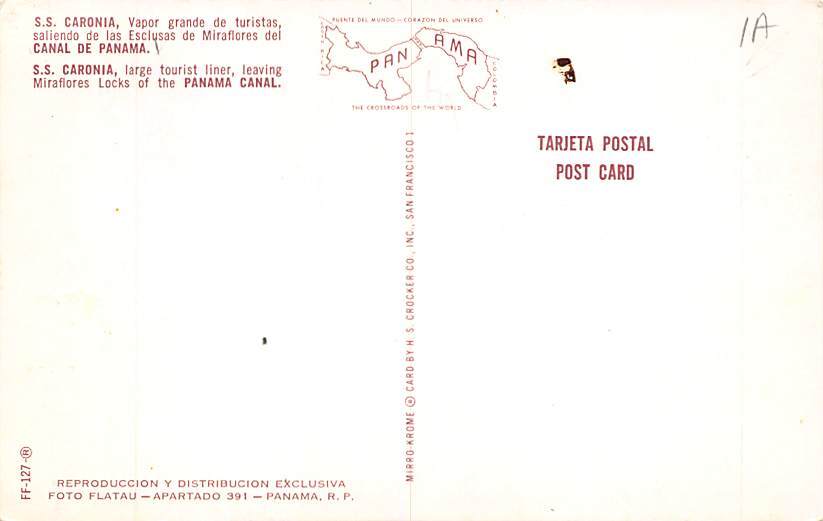 S.S. CARONIA, Vapor grande de turistas,
saliendo de las Esclusas de Miraflores del
CANAL DE PANAMA.
S.S. CARONIA, large tourist liner, leaving
Miraflores Locks of the PANAMA CANAL.
PUENTE DEL MUNDO — CORAZON DEL UNIVERSO
PANAMA
COLOMBIA
THE CROSSROADS OF THE WORLD
1A
TARJETA POSTAL
POST CARD
MIRRO-KROME ® CARD BY H. S. CROCKER CO., INC., SAN FRANCISCO 1
FF-127-®
REPRODUCCION Y DISTRIBUCION EXCLUSIVA
FOTO FLATAU — APARTADO 391 — PANAMA, R. P.